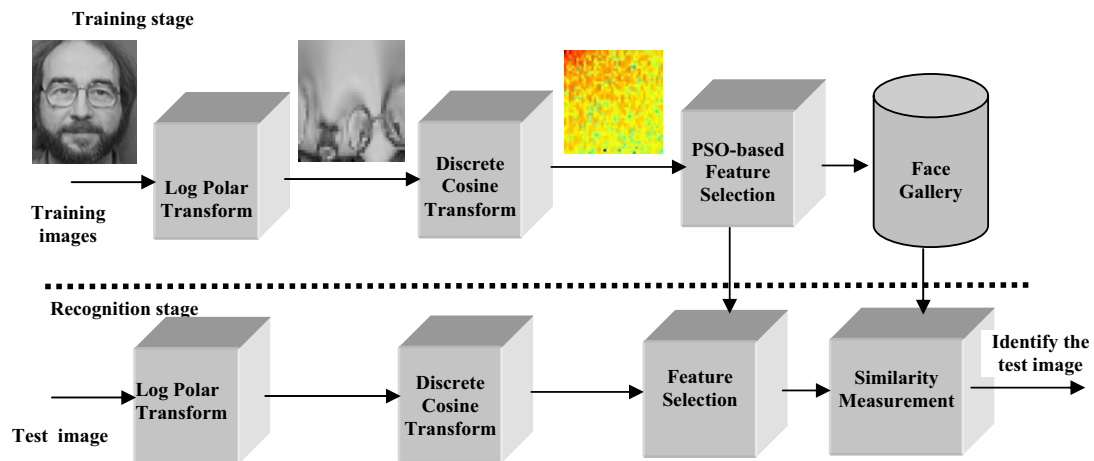 Training stage
Log Polar
Transform
Discrete
Cosine
Transform
PSO-based
Feature
Selection
Face
Gallery
Training
images
Recognition stage
Log Polar
Transform
Discrete
Cosine
Transform
Feature
Selection
Similarity
Measurement
Identify the
test image
Test image